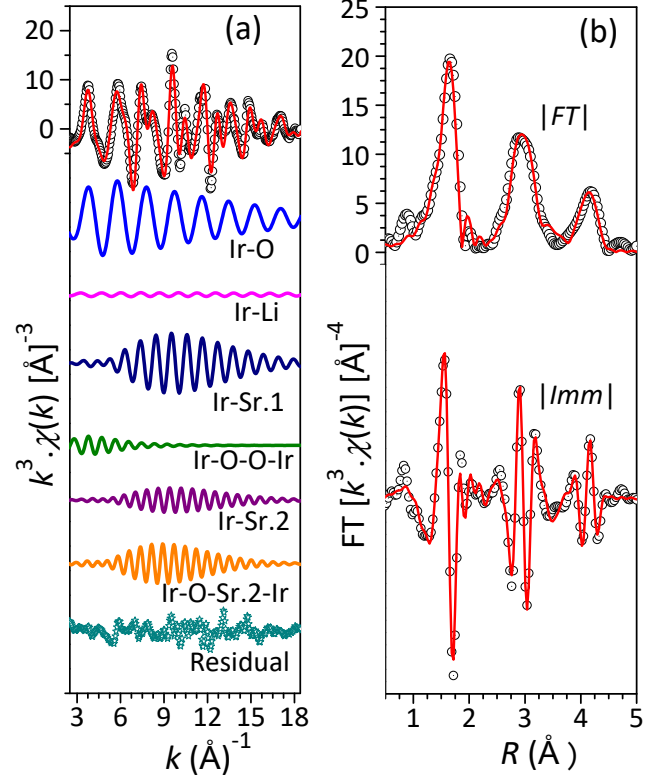 (a)
20
10
0
Ir-O
Ir-Li
Ir-Sr.1
Ir-O-O-Ir
Ir-Sr.2
Ir-O-Sr.2-Ir
Residual
3 6 9 12 15 18
k (Å)⁻¹
k³.χ(k) [Å]⁻³
(b)
25
20
15
10
5
0
|FT|
|Imm|
1 2 3 4 5
R (Å)
FT [k³.χ(k)] [Å]⁻⁴